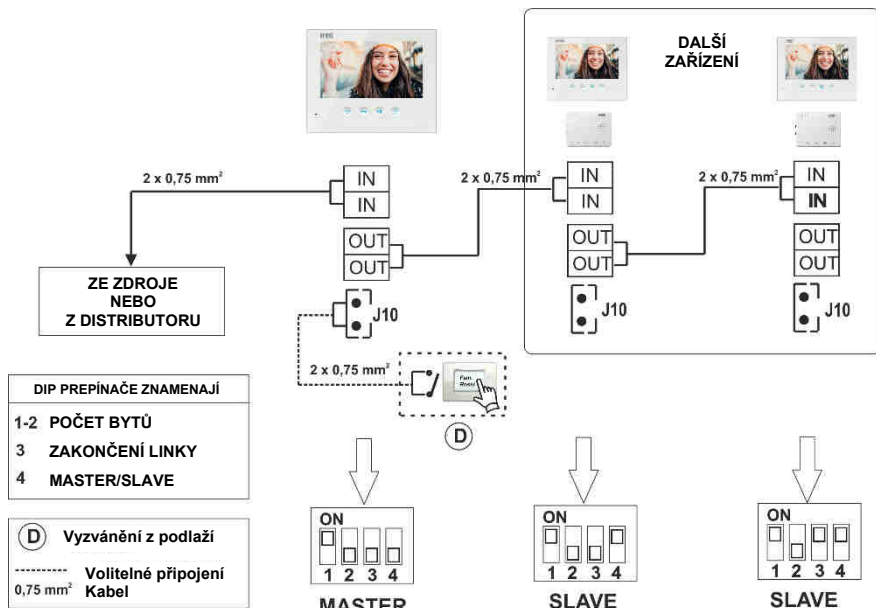 DALŠÍ
ZAŘÍZENÍ
2 x 0,75 mm²
IN
IN
OUT
OUT
J10
2 x 0,75 mm²
IN
IN
OUT
OUT
J10
2 x 0,75 mm²
IN
IN
OUT
OUT
J10
ZE ZDROJE
NEBO
Z DISTRIBUTORU
2 x 0,75 mm²
D
DIP PREPÍNAČE ZNAMENAJÍ
1-2 POČET BYTŮ
3 ZAKONČENÍ LINKY
4 MASTER/SLAVE
D Vyzvánění z podlaží
Volitelné připojení
0,75 mm² Kabel
ON
1 2 3 4
MASTER
ON
1 2 3 4
SLAVE
ON
1 2 3 4
SLAVE